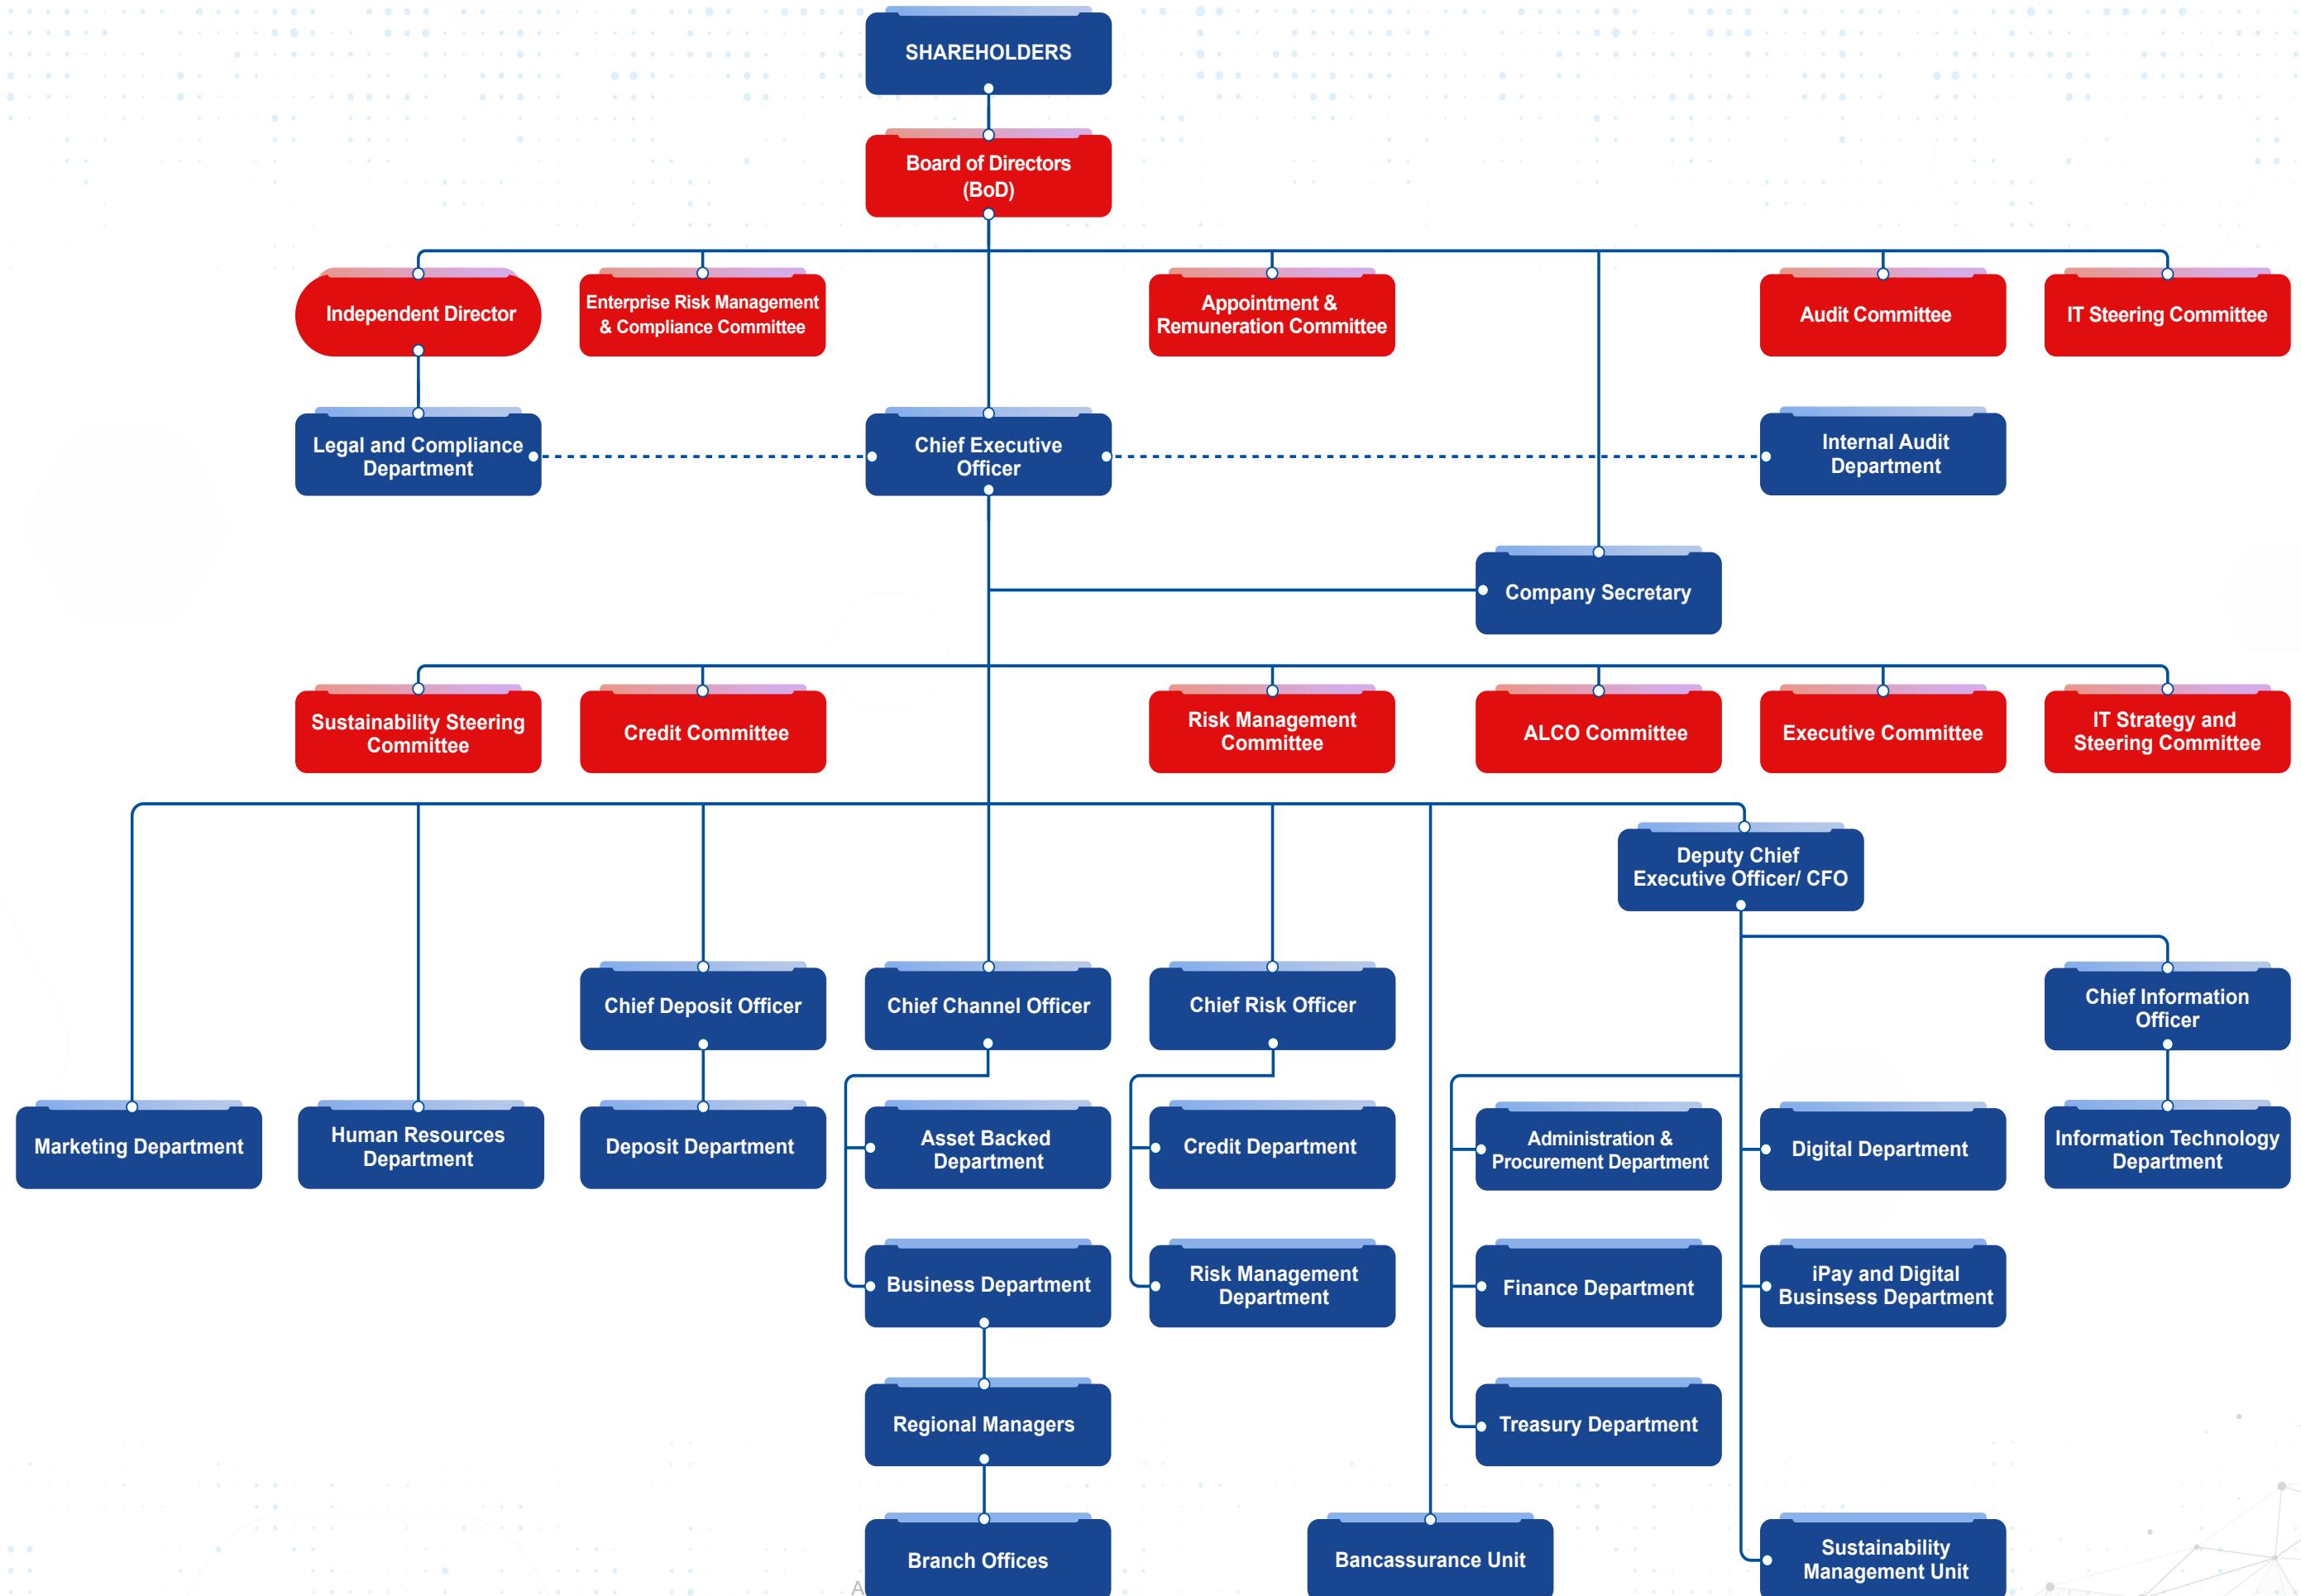 SHAREHOLDERS
Board of Directors
(BoD)
Independent Director
Enterprise Risk Management
& Compliance Committee
Appointment &
Remuneration Committee
Audit Committee
IT Steering Committee
Legal and Compliance
Department
Chief Executive
Officer
Internal Audit
Department
Company Secretary
Sustainability Steering
Committee
Credit Committee
Risk Management
Committee
ALCO Committee
Executive Committee
IT Strategy and
Steering Committee
Deputy Chief
Executive Officer/ CFO
Chief Deposit Officer
Chief Channel Officer
Chief Risk Officer
Chief Information
Officer
Marketing Department
Human Resources
Department
Deposit Department
Asset Backed
Department
Credit Department
Administration &
Procurement Department
Digital Department
Information Technology
Department
Business Department
Risk Management
Department
Finance Department
iPay and Digital
Businsess Department
Regional Managers
Treasury Department
Branch Offices
Bancassurance Unit
Sustainability
Management Unit
A